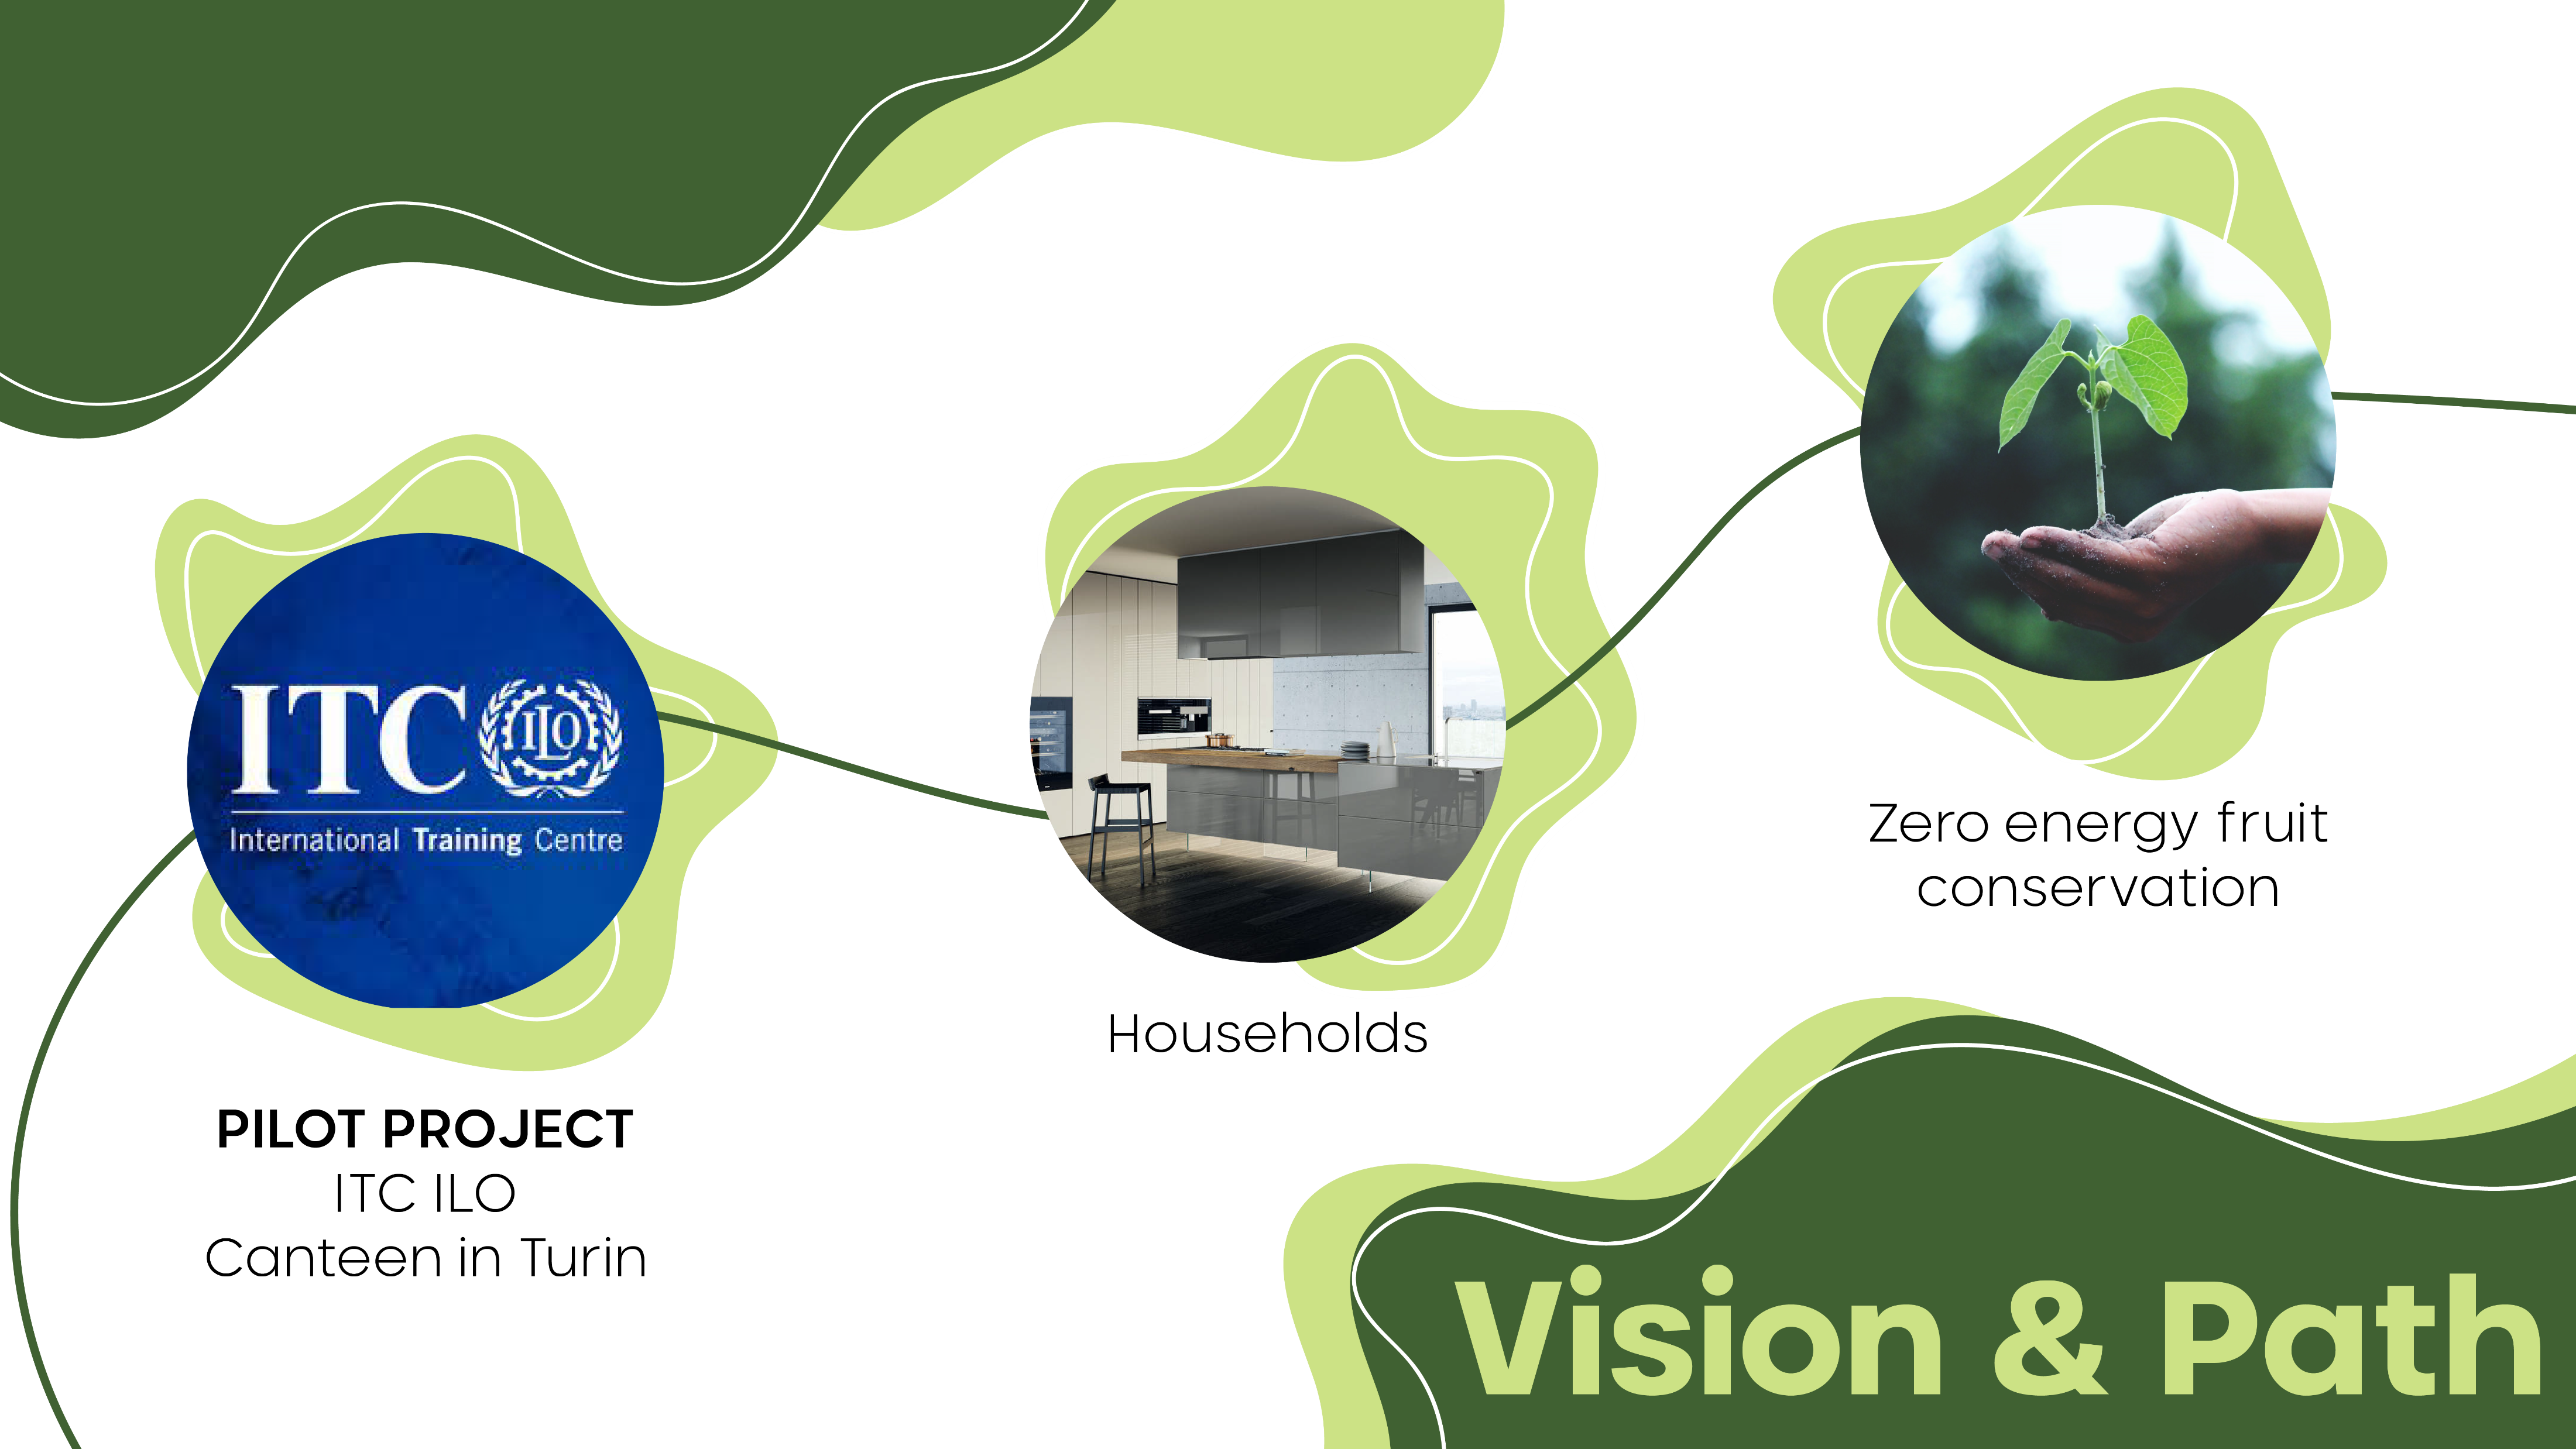 ITC ILO
International Training Centre
PILOT PROJECT
ITC ILO
Canteen in Turin
Households
Zero energy fruit
conservation
Vision & Path